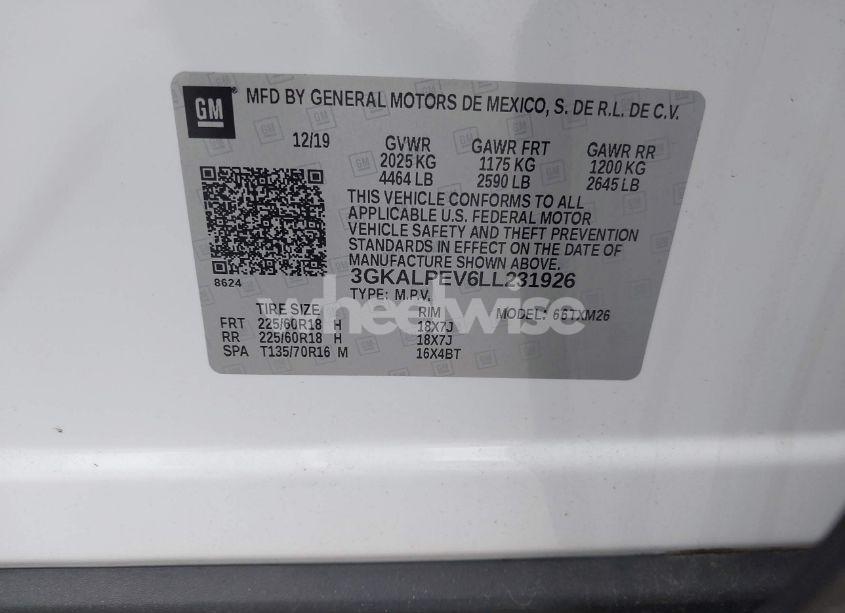 GM
MFD BY GENERAL MOTORS DE MEXICO, S. DE R.L. DE C.V.
12/19 GVWR GAWR FRT GAWR RR
2025 KG 1175 KG 1200 KG
4464 LB 2590 LB 2645 LB
THIS VEHICLE CONFORMS TO ALL
APPLICABLE U.S. FEDERAL MOTOR
VEHICLE SAFETY AND THEFT PREVENTION
STANDARDS IN EFFECT ON THE DATE OF
MANUFACTURE SHOWN ABOVE.
8624
3GKALPEV6LL231926
TYPE: M.P.V.
wheelwise
TIRE SIZE RIM MODEL: 6STXM26
FRT 225/60R18 H 18X7J
RR 225/60R18 H 18X7J
SPA T135/70R16 M 16X4BT